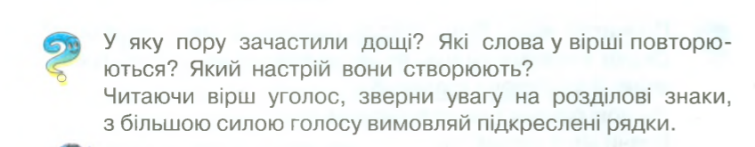 У яку пору зачастили дощі? Які слова у вірші повторю-
ються? Який настрій вони створюють?
Читаючи вірш уголос, зверни увагу на розділові знаки,
з більшою силою голосу вимовляй підкреслені рядки.